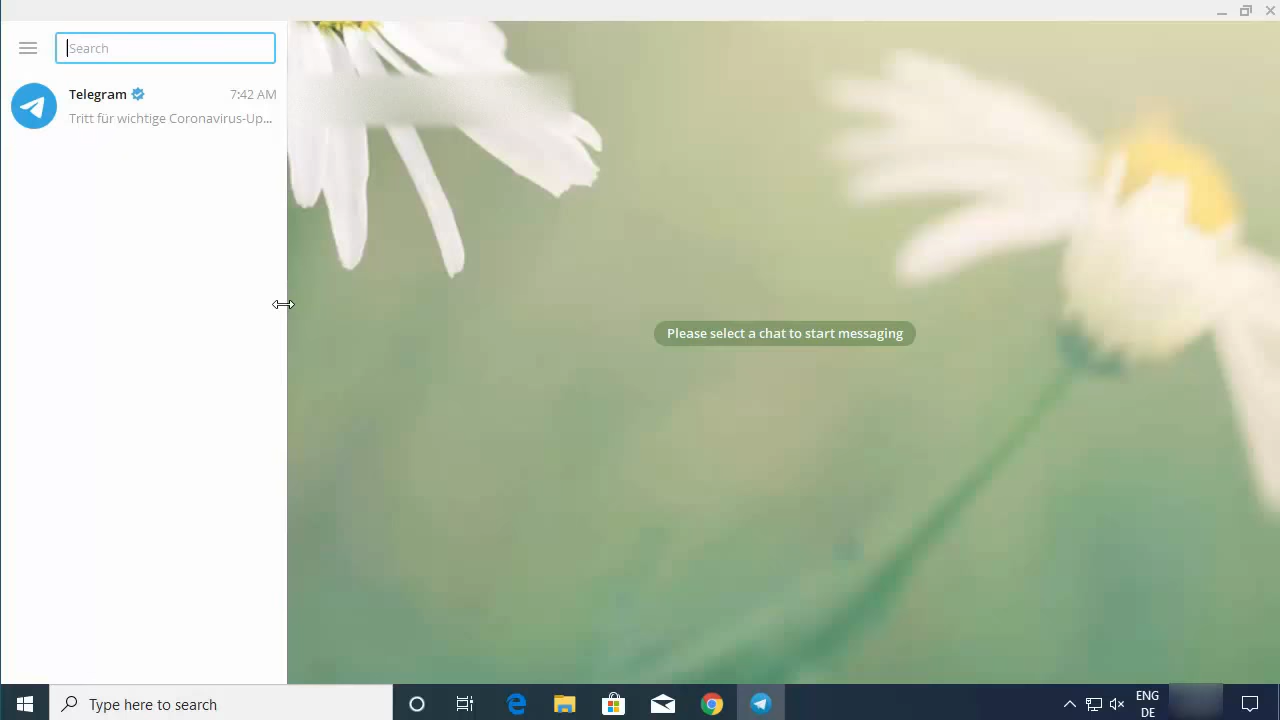 Search
Telegram 7:42 AM
Tritt für wichtige Coronavirus-Up...
Please select a chat to start messaging
Type here to search
ENG
DE